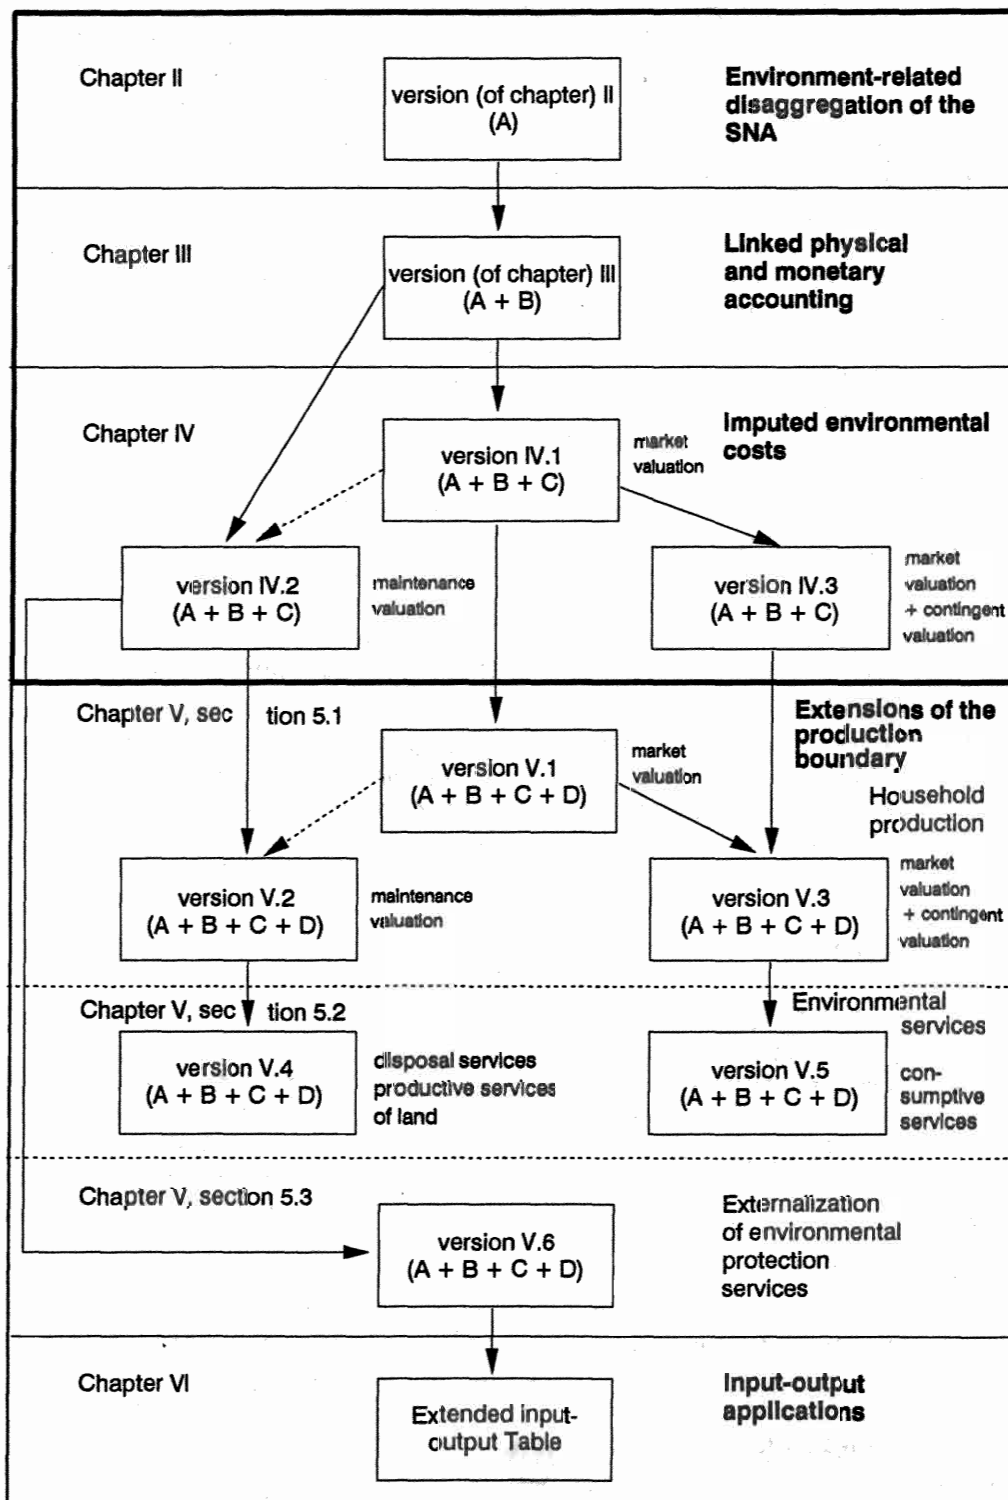 Chapter II
version (of chapter) II
(A)
Environment-related
disaggregation of the
SNA
Chapter III
version (of chapter) III
(A + B)
Linked physical
and monetary
accounting
Chapter IV
version IV.1
(A + B + C)
market
valuation
Imputed environmental
costs
version IV.2
(A + B + C)
maintenance
valuation
version IV.3
(A + B + C)
market
valuation
+ contingent
valuation
Chapter V, sec tion 5.1
version V.1
(A + B + C + D)
market
valuation
Extensions of the
production
boundary
Household
production
version V.2
(A + B + C + D)
maintenance
valuation
version V.3
(A + B + C + D)
market
valuation
+ contingent
valuation
Chapter V, sec tion 5.2
Environmental
services
version V.4
(A + B + C + D)
disposal services
productive services
of land
version V.5
(A + B + C + D)
con-
sumptive
services
Chapter V, section 5.3
version V.6
(A + B + C + D)
Externalization
of environmental
protection
services
Chapter VI
Extended input-
output Table
Input-output
applications